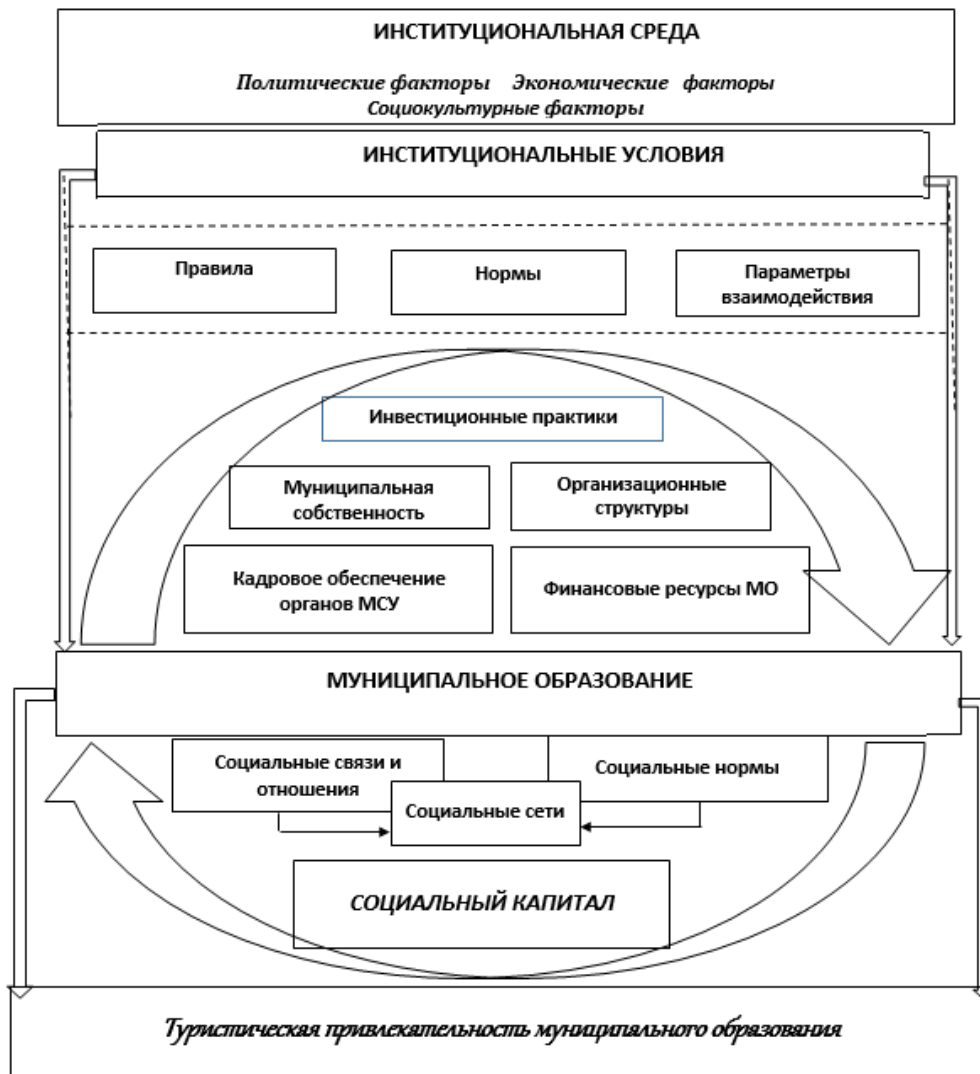 ИНСТИТУЦИОНАЛЬНАЯ СРЕДА
Политические факторы Экономические факторы
Социокультурные факторы
ИНСТИТУЦИОНАЛЬНЫЕ УСЛОВИЯ
Правила
Нормы
Параметры
взаимодействия
Инвестиционные практики
Муниципальная
собственность
Организационные
структуры
Кадровое обеспечение
органов МСУ
Финансовые ресурсы МО
МУНИЦИПАЛЬНОЕ ОБРАЗОВАНИЕ
Социальные связи и
отношения
Социальные нормы
Социальные сети
СОЦИАЛЬНЫЙ КАПИТАЛ
Туристическая привлекательность муниципального образования